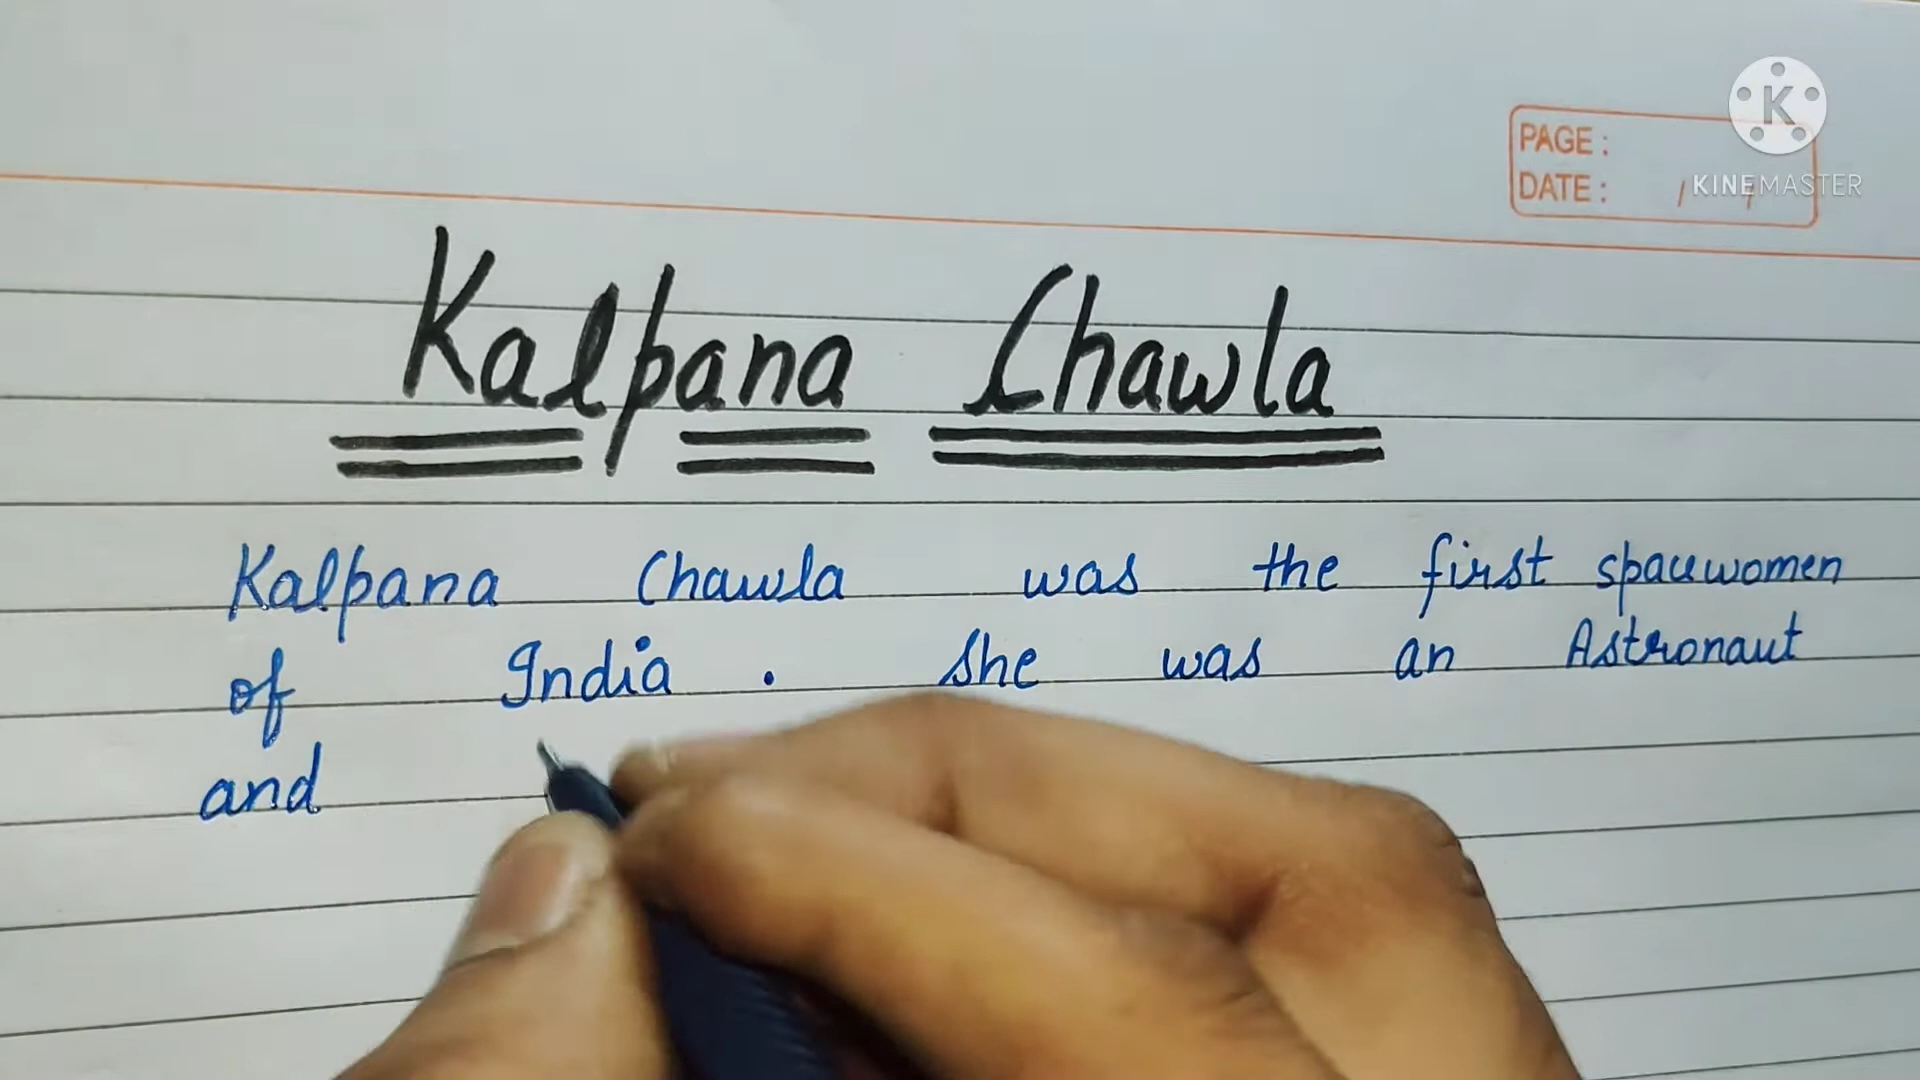 PAGE :
DATE : / /
KINEMASTER
Kalpana Chawla
Kalpana Chawla was the first spacewomen
of India . She was an Astronaut
and